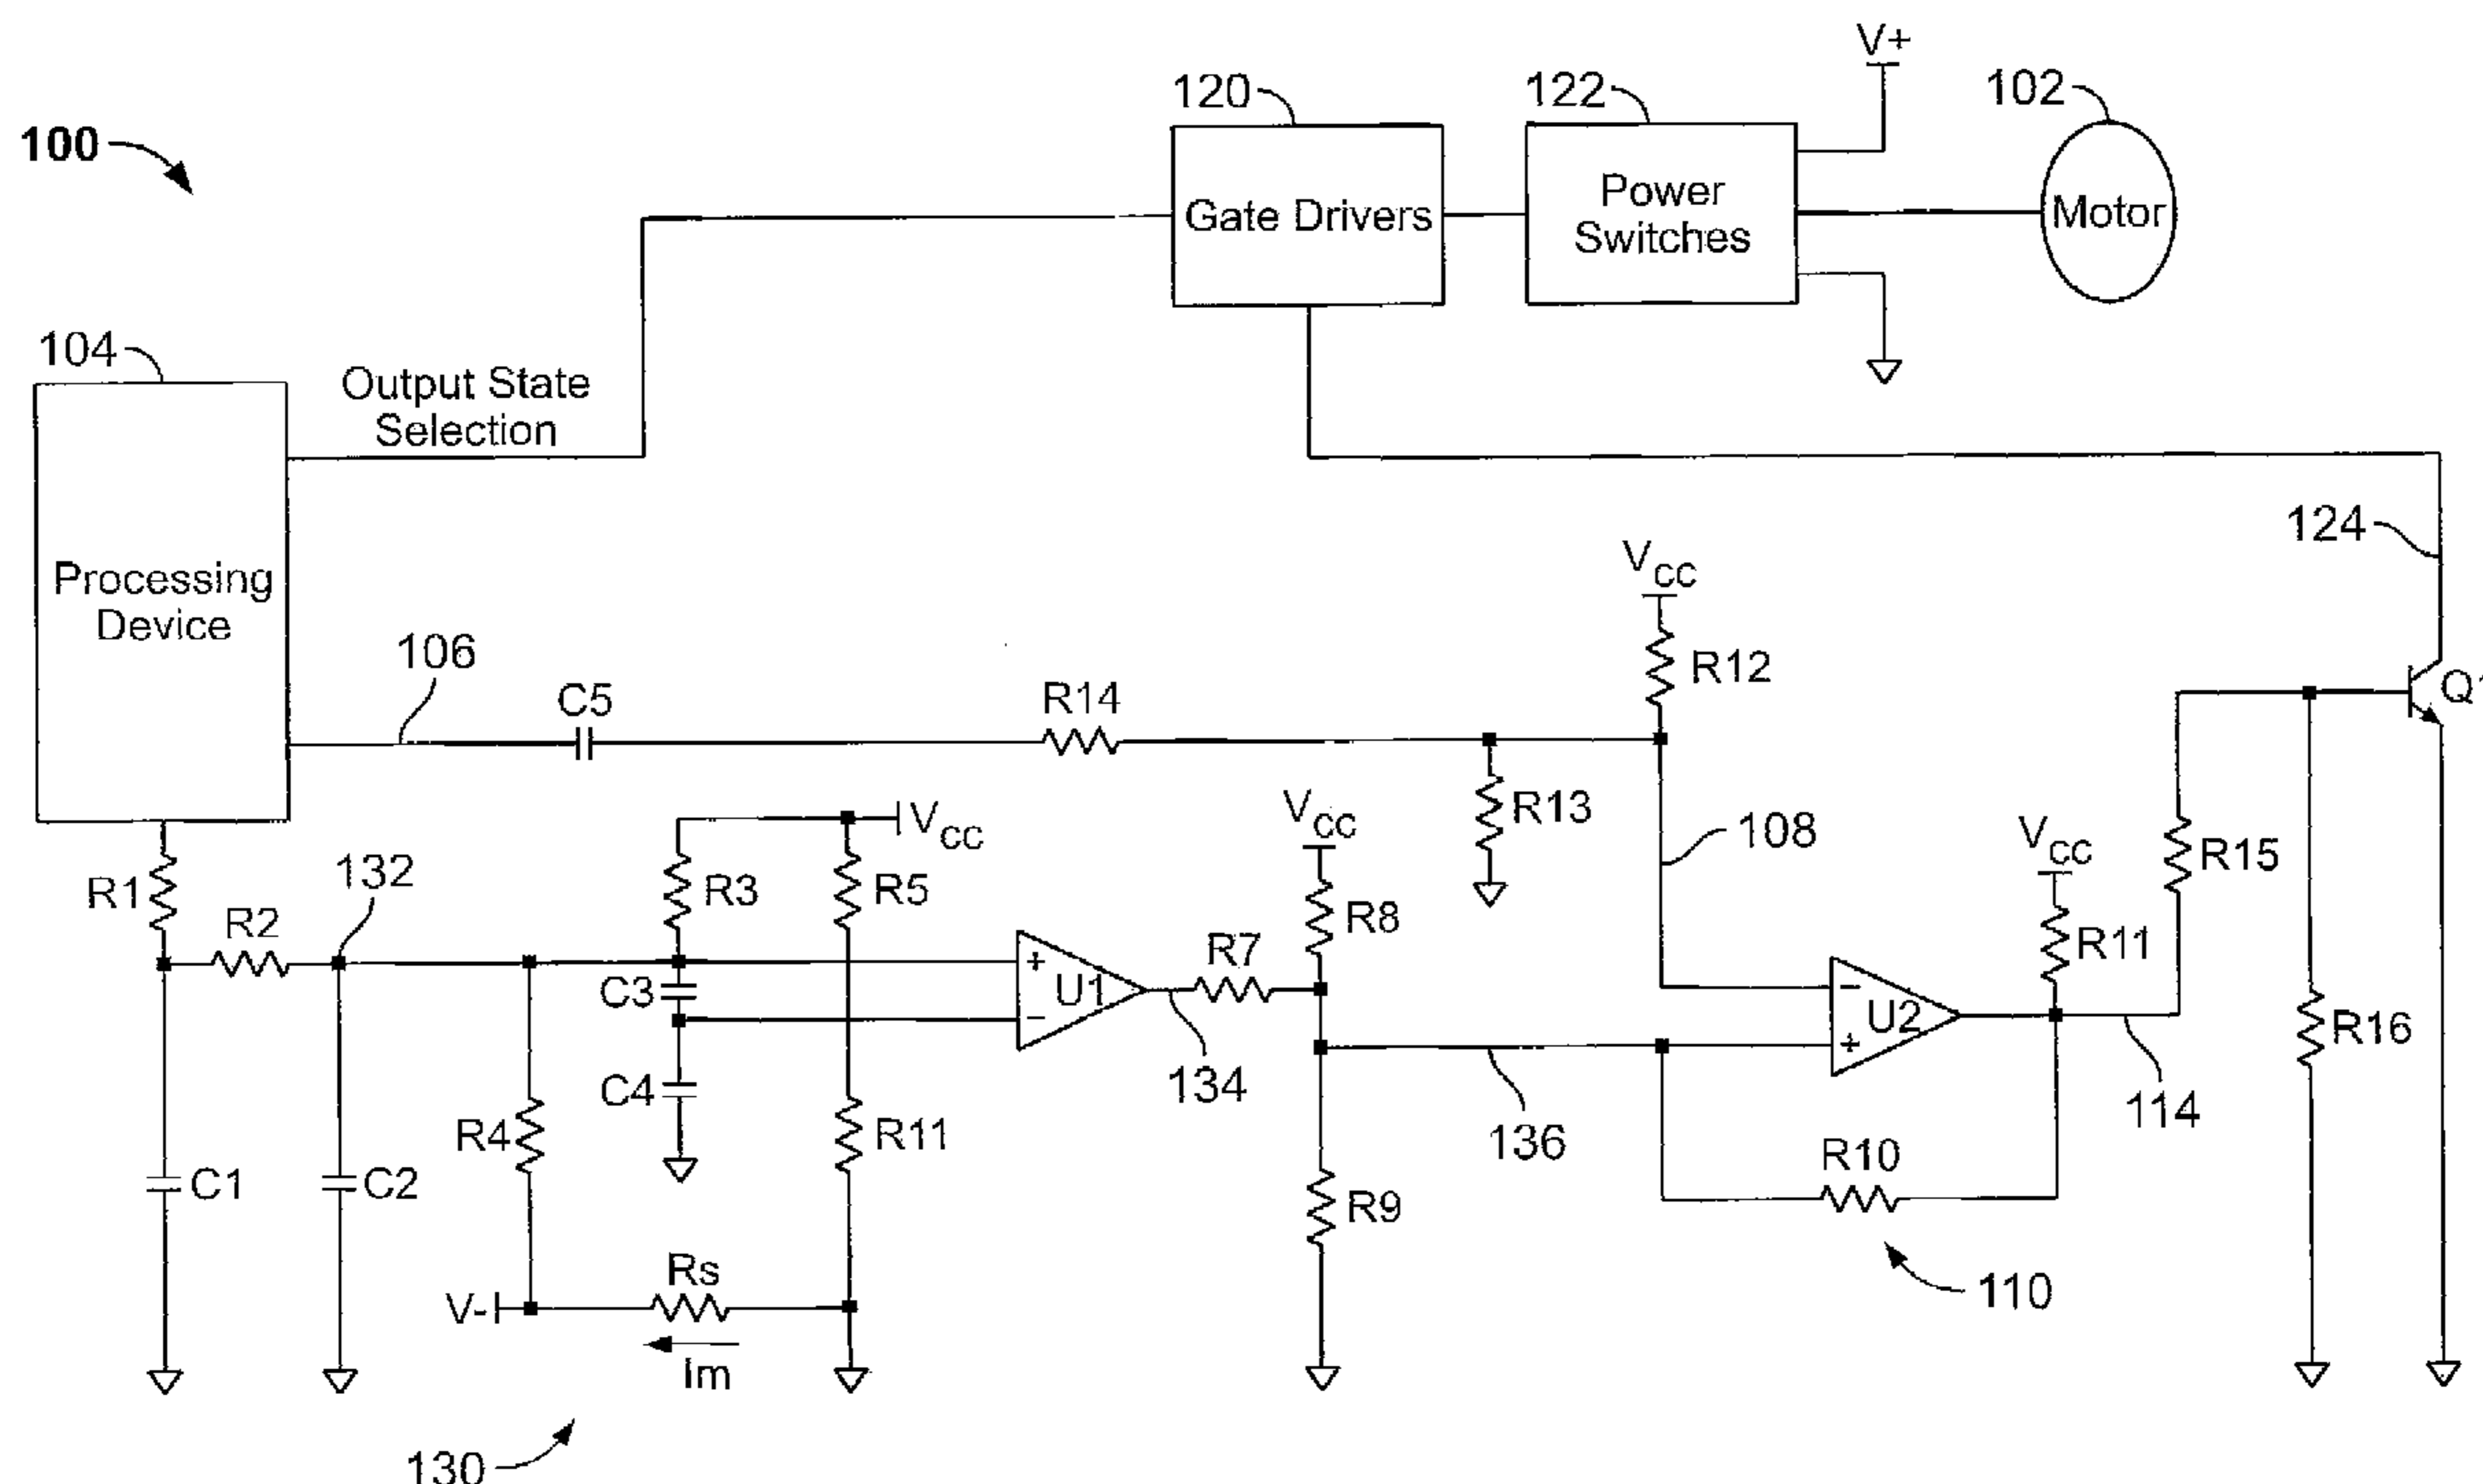 V+
120
122
102
100
Gate Drivers
Power
Switches
Motor
104
Output State
Selection
124
Processing
Device
VCC
106
R12
C5
R14
Q1
R13
VCC
VCC
108
VCC
R1
132
R3
R5
R15
R2
R8
R7
R11
C3
+
U1
−
−
U2
+
R16
C4
134
114
R4
R11
136
R10
C1
C2
R9
Rs
110
V-
Im
130